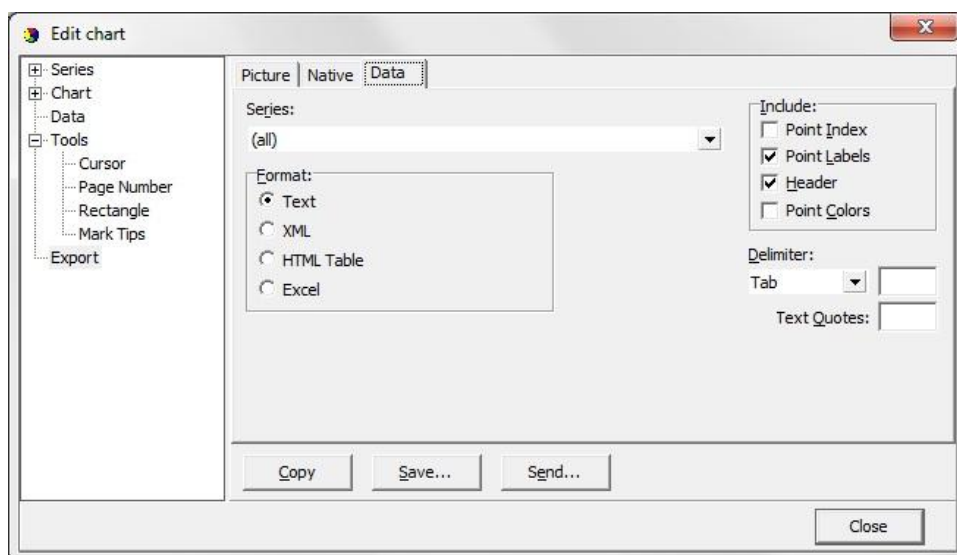 Edit chart
Series
Chart
Data
Tools
Cursor
Page Number
Rectangle
Mark Tips
Export
Picture Native Data
Series:
(all)
Format:
Text
XML
HTML Table
Excel
Include:
Point Index
Point Labels
Header
Point Colors
Delimiter:
Tab
Text Quotes:
Copy Save... Send...
Close